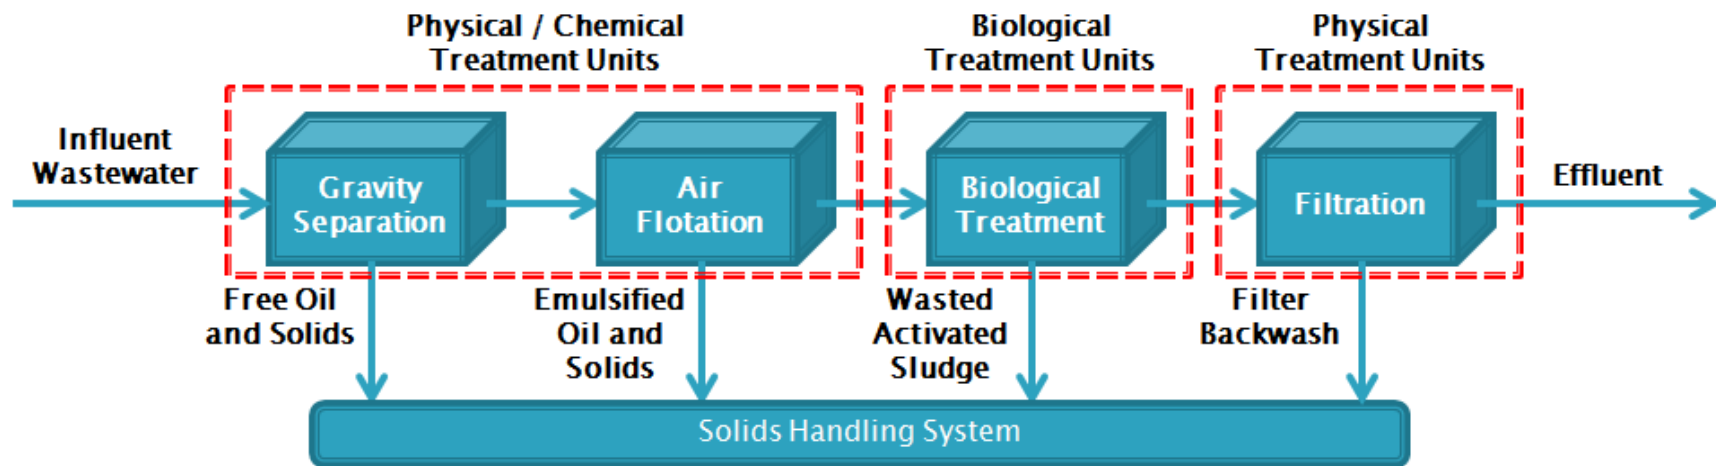 Physical / Chemical
Treatment Units
Biological
Treatment Units
Physical
Treatment Units
Influent
Wastewater
Gravity
Separation
Air
Flotation
Biological
Treatment
Filtration
Effluent
Free Oil
and Solids
Emulsified
Oil and
Solids
Wasted
Activated
Sludge
Filter
Backwash
Solids Handling System